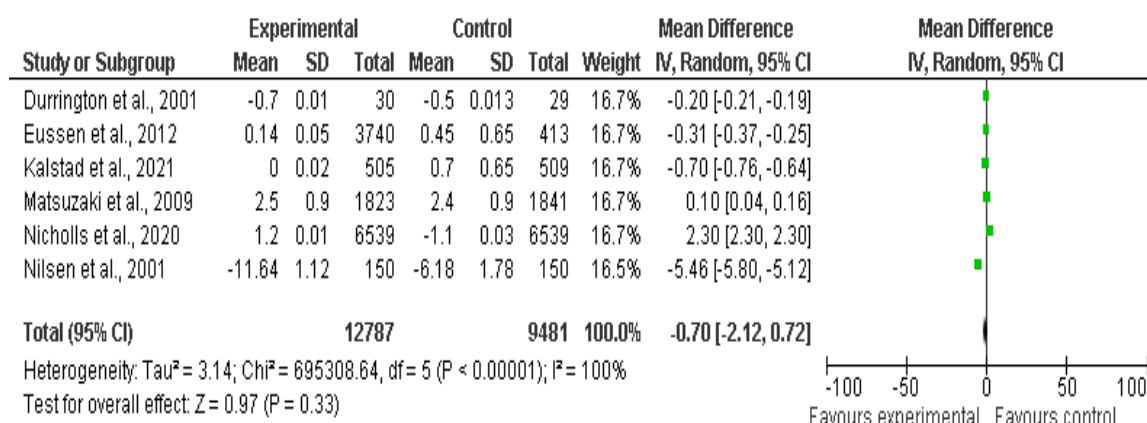 Experimental Control Mean Difference Mean Difference
Study or Subgroup Mean SD Total Mean SD Total Weight IV, Random, 95% CI IV, Random, 95% CI
Durrington et al., 2001 -0.7 0.01 30 -0.5 0.013 29 16.7% -0.20 [-0.21, -0.19]
Eussen et al., 2012 0.14 0.05 3740 0.45 0.65 413 16.7% -0.31 [-0.37, -0.25]
Kalstad et al., 2021 0 0.02 505 0.7 0.65 509 16.7% -0.70 [-0.76, -0.64]
Matsuzaki et al., 2009 2.5 0.9 1823 2.4 0.9 1841 16.7% 0.10 [0.04, 0.16]
Nicholls et al., 2020 1.2 0.01 6539 -1.1 0.03 6539 16.7% 2.30 [2.30, 2.30]
Nilsen et al., 2001 -11.64 1.12 150 -6.18 1.78 150 16.5% -5.46 [-5.80, -5.12]
Total (95% CI) 12787 9481 100.0% -0.70 [-2.12, 0.72]
Heterogeneity: Tau² = 3.14; Chi² = 695308.64, df = 5 (P < 0.00001); I² = 100%
Test for overall effect: Z = 0.97 (P = 0.33)
-100 -50 0 50 100
Favours experimental Favours control